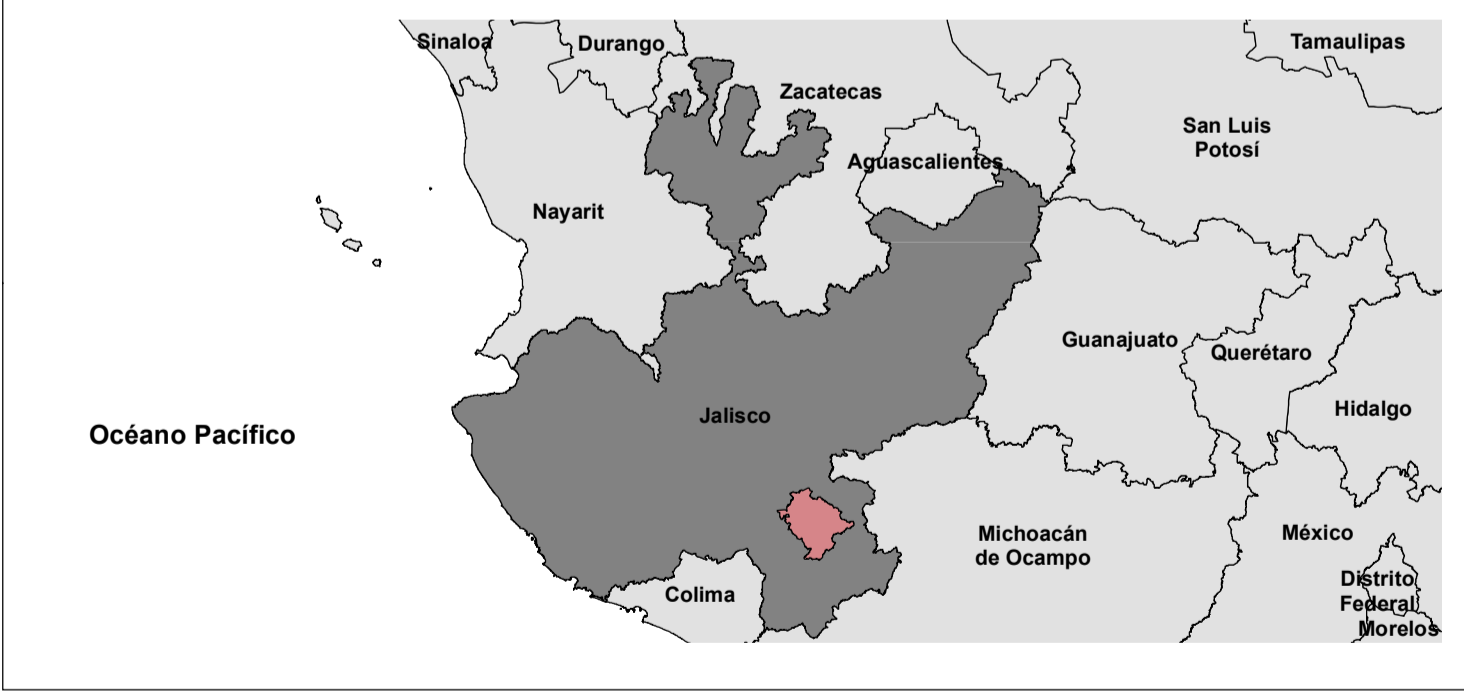 Sinaloa
Durango
Tamaulipas
Zacatecas
San Luis
Potosí
Aguascalientes
Nayarit
Guanajuato
Querétaro
Hidalgo
Jalisco
Océano Pacífico
Michoacán
de Ocampo
México
Colima
Distrito
Federal
Morelos